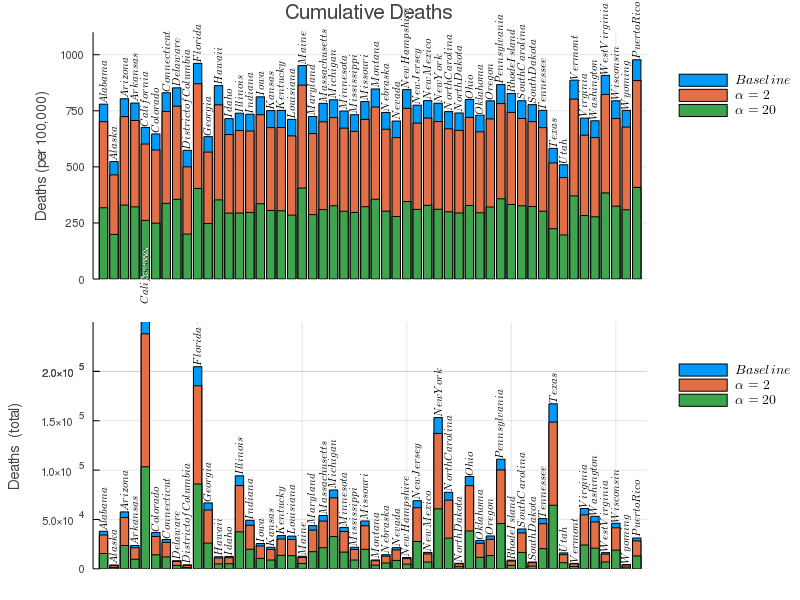 Cumulative Deaths
Deaths (per 100,000)
1000
750
500
250
0
Alabama
Alaska
Arizona
Arkansas
California
Colorado
Connecticut
Delaware
DistrictofColumbia
Florida
Georgia
Hawaii
Idaho
Illinois
Indiana
Iowa
Kansas
Kentucky
Louisiana
Maine
Maryland
Massachusetts
Michigan
Minnesota
Mississippi
Missouri
Montana
Nebraska
Nevada
NewHampshire
NewJersey
NewMexico
NewYork
NorthCarolina
NorthDakota
Ohio
Oklahoma
Oregon
Pennsylvania
RhodeIsland
SouthCarolina
SouthDakota
Tennessee
Texas
Utah
Vermont
Virginia
Washington
WestVirginia
Wisconsin
Wyoming
PuertoRico
Baseline
α = 2
α = 20
Deaths (total)
2.0×10⁵
1.5×10⁵
1.0×10⁵
5.0×10⁴
0
Alabama
Alaska
Arizona
Arkansas
Colorado
Connecticut
Delaware
DistrictofColumbia
Florida
Georgia
Hawaii
Idaho
Illinois
Indiana
Iowa
Kansas
Kentucky
Louisiana
Maine
Maryland
Massachusetts
Michigan
Minnesota
Mississippi
Missouri
Montana
Nebraska
Nevada
NewHampshire
NewJersey
NewMexico
NewYork
NorthCarolina
NorthDakota
Ohio
Oklahoma
Oregon
Pennsylvania
RhodeIsland
SouthCarolina
SouthDakota
Tennessee
Texas
Utah
Vermont
Virginia
Washington
WestVirginia
Wisconsin
Wyoming
PuertoRico
Baseline
α = 2
α = 20